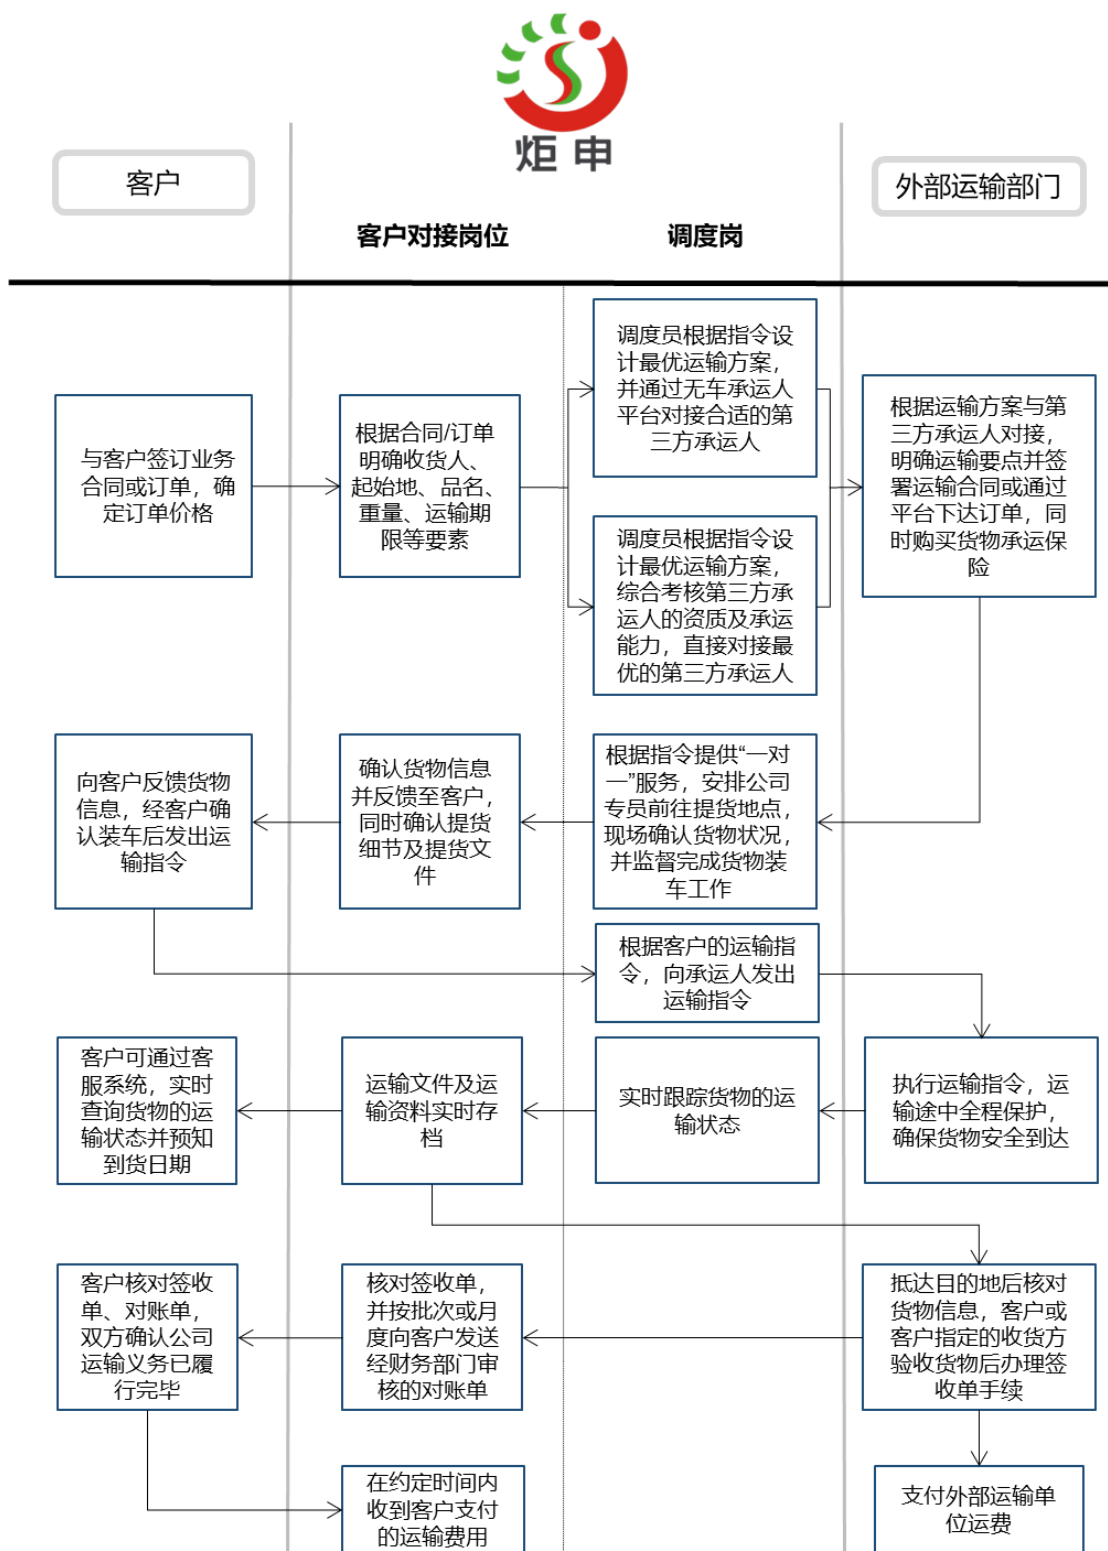 炬申
客户
外部运输部门
客户对接岗位
调度岗
与客户签订业务
合同或订单，确
定订单价格
根据合同/订单
明确收货人、
起始地、品名、
重量、运输期
限等要素
调度员根据指令设
计最优运输方案，
并通过无车承运人
平台对接合适的第
三方承运人
调度员根据指令设
计最优运输方案，
综合考核第三方承
运人的资质及承运
能力，直接对接最
优的第三方承运人
根据运输方案与第
三方承运人对接，
明确运输要点并签
署运输合同或通过
平台下达订单，同
时购买货物承运保
险
向客户反馈货物
信息，经客户确
认装车后发出运
输指令
确认货物信息
并反馈至客户，
同时确认提货
细节及提货文
件
根据指令提供“一对
一”服务，安排公司
专员前往提货地点，
现场确认货物状况，
并监督完成货物装
车工作
根据客户的运输指
令，向承运人发出
运输指令
客户可通过客
服系统，实时
查询货物的运
输状态并预知
到货日期
运输文件及运
输资料实时存
档
实时跟踪货物的运
输状态
执行运输指令，运
输途中全程保护，
确保货物安全到达
客户核对签收
单、对账单，
双方确认公司
运输义务已履
行完毕
核对签收单，
并按批次或月
度向客户发送
经财务部门审
核的对账单
抵达目的地后核对
货物信息，客户或
客户指定的收货方
验收货物后办理签
收单手续
在约定时间内
收到客户支付
的运输费用
支付外部运输单
位运费